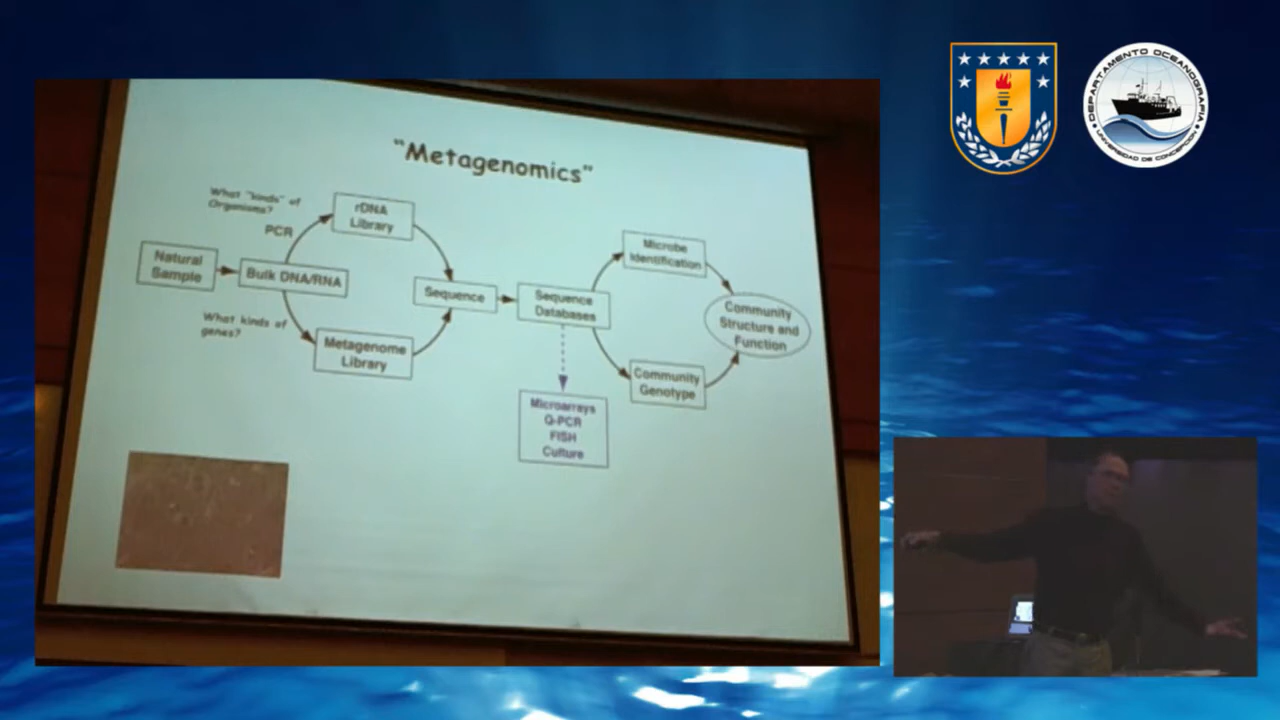 "Metagenomics"
What "kinds" of
Organisms?
PCR
rDNA
Library
Natural
Sample
Bulk DNA/RNA
What kinds of
genes?
Metagenome
Library
Sequence
Sequence
Databases
Microarrays
Q-PCR
FISH
Culture
Microbe
Identification
Community
Genotype
Community
Structure and
Function
DEPARTAMENTO OCEANOGRAFIA
UNIVERSIDAD DE CONCEPCION